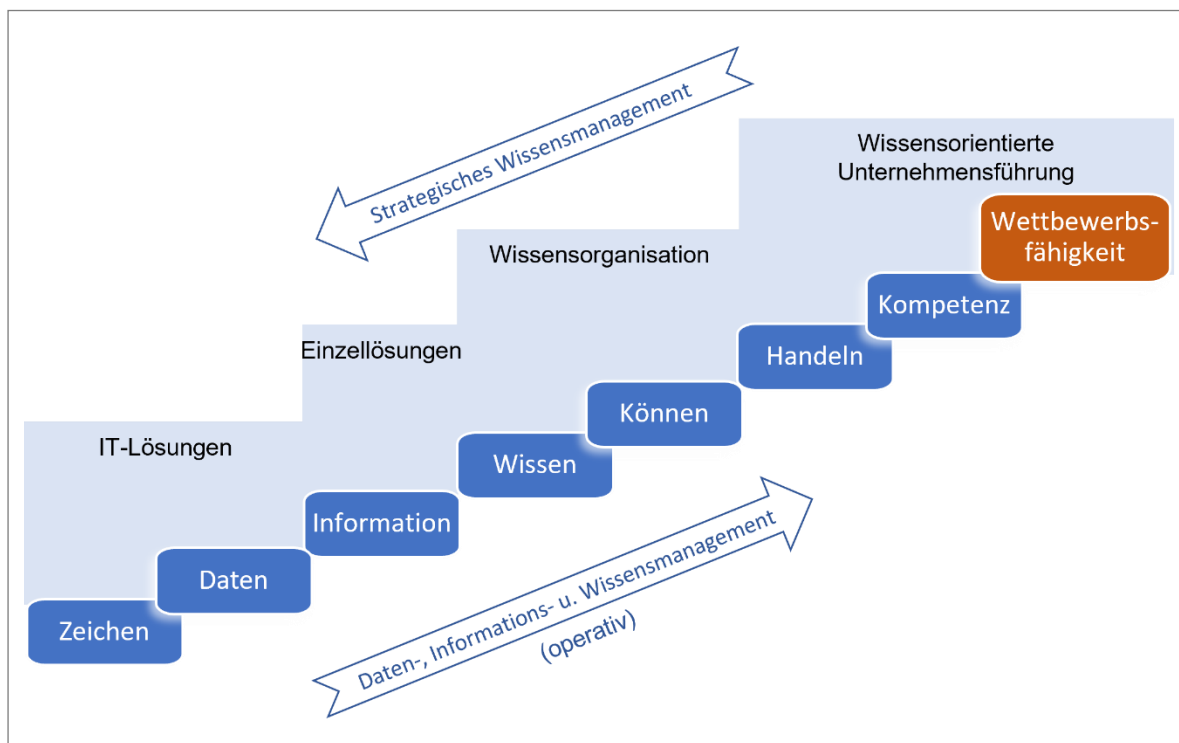 Strategisches Wissensmanagement
Wissensorientierte
Unternehmensführung
Wettbewerbs-
fähigkeit
Wissensorganisation
Kompetenz
Einzellösungen
Handeln
Können
IT-Lösungen
Wissen
Information
Daten
Zeichen
Daten-, Informations- u. Wissensmanagement
(operativ)